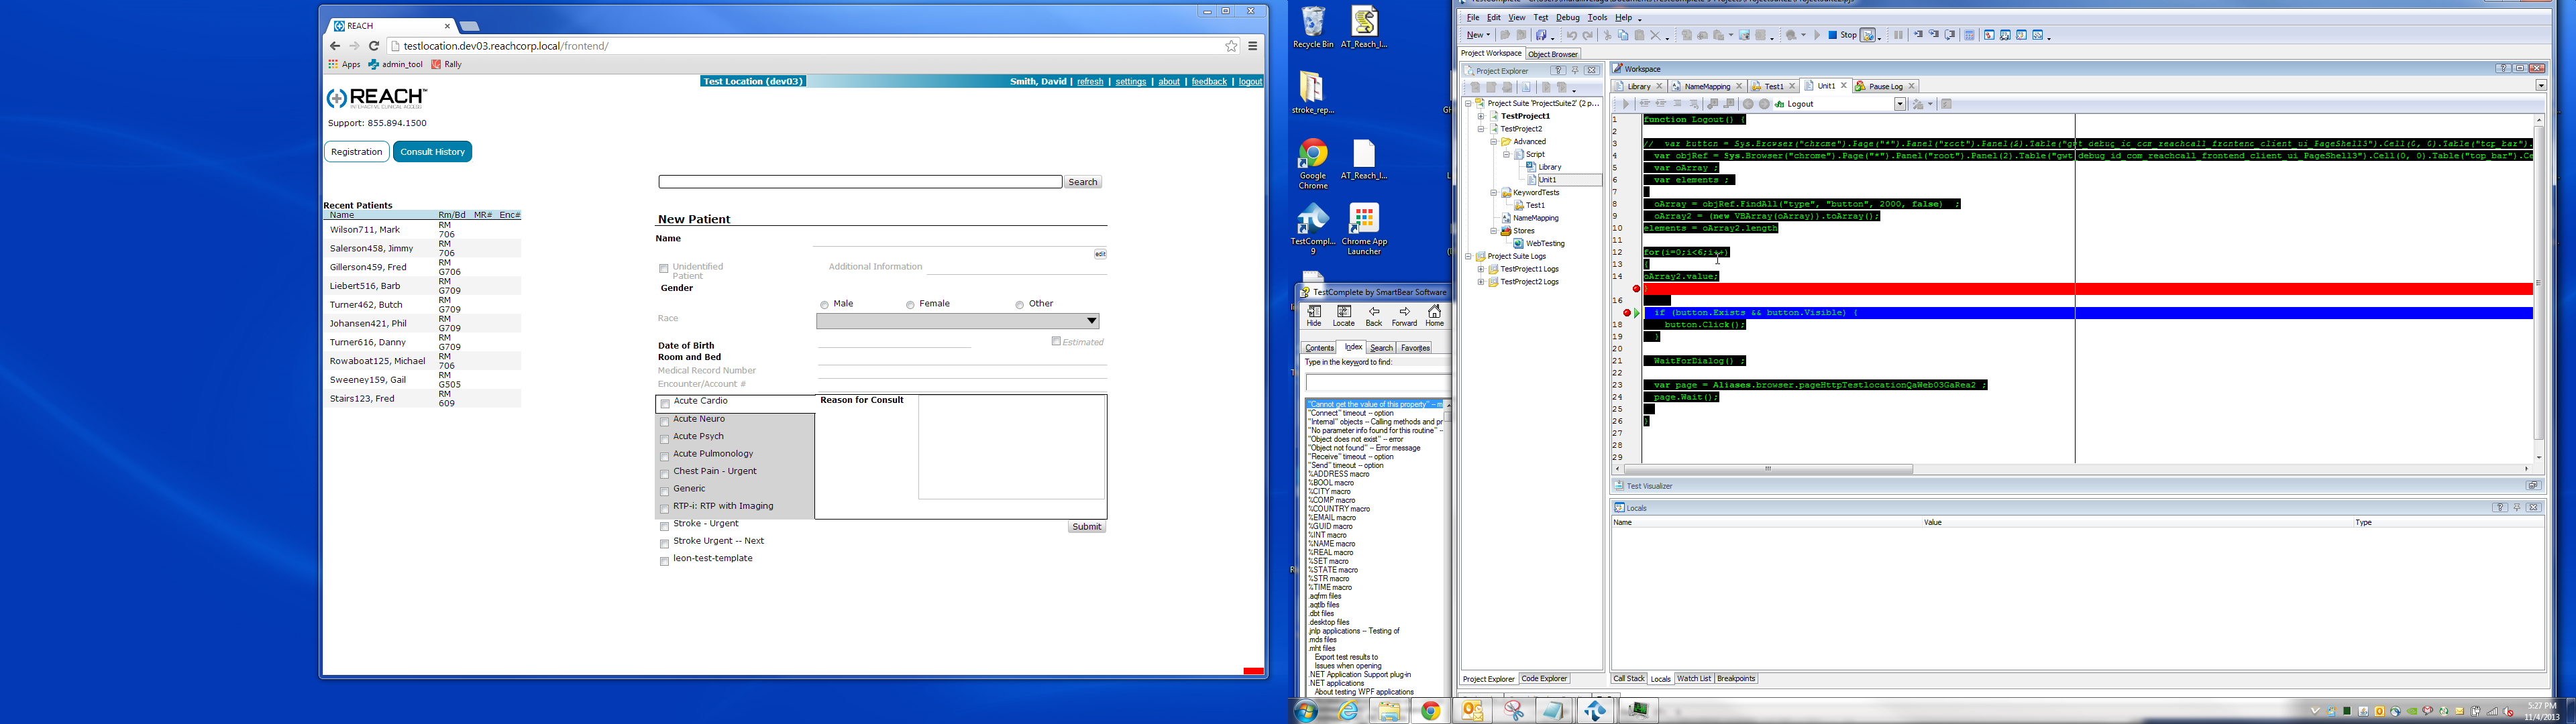 REACH
testlocation.dev03.reachcorp.local/frontend/
Apps admin_tool Rally
Test Location (dev03) Smith, David | refresh | settings | about | feedback | logout
REACH
INTERACTIVE CLINICAL ACCESS
Support: 855.894.1500
Registration Consult History
Search
Recent Patients
Name Rm/Bd MR# Enc#
Wilson711, Mark RM 706
Salerson458, Jimmy RM 706
Gillerson459, Fred RM G706
Liebert516, Barb RM G709
Turner462, Butch RM G709
Johansen421, Phil RM G709
Turner616, Danny RM G709
Rowaboat125, Michael RM 706
Sweeney159, Gail RM G505
Stairs123, Fred RM 609
New Patient
Name
edit
Unidentified Patient Additional Information
Gender
Male Female Other
Race
Date of Birth Estimated
Room and Bed
Medical Record Number
Encounter/Account #
Acute Cardio Reason for Consult
Acute Neuro
Acute Psych
Acute Pulmonology
Chest Pain - Urgent
Generic
RTP-i: RTP with Imaging
Stroke - Urgent
Submit
Stroke Urgent -- Next
leon-test-template
Recycle Bin AT_Reach_I...
stroke_rep...
Google Chrome AT_Reach_I...
TestCompl... 9 Chrome App Launcher
TestComplete by SmartBear Software
Hide Locate Back Forward Home
Contents Index Search Favorites
Type in the keyword to find:
"Cannot get the value of this property" -- m
"Connect" timeout -- option
"Internal" objects -- Calling methods and pr
"No parameter info found for this routine" --
"Object does not exist" -- error
"Object not found" -- Error message
"Receive" timeout -- option
"Send" timeout -- option
%ADDRESS macro
%BOOL macro
%CITY macro
%COMP macro
%COUNTRY macro
%EMAIL macro
%GUID macro
%INT macro
%NAME macro
%REAL macro
%SET macro
%STATE macro
%STR macro
%TIME macro
.aqfm files
.aqtlb files
.dbt files
.desktop files
.jnlp applications -- Testing of
.mds files
.mht files
Export test results to
Issues when opening
.NET Application Support plug-in
.NET applications
About testing WPF applications
File Edit View Test Debug Tools Help
New Stop
Project Workspace Object Browser
Project Explorer
Project Suite 'ProjectSuite2' (2 p...
TestProject1
TestProject2
Advanced
Script
Library
Unit1
KeywordTests
Test1
NameMapping
Stores
WebTesting
Project Suite Logs
TestProject1 Logs
TestProject2 Logs
Project Explorer Code Explorer
Workspace
Library NameMapping Test1 Unit1 Pause Log
Logout
1 function Logout() {
2
3 // var button = Sys.Browser("chrome").Page("*").Panel("root").Panel(2).Table("gwt_debug_id_com_reachcall_frontend_client_ui_PageShell3").Cell(0, 0).Table("top_bar").
4 var objRef = Sys.Browser("chrome").Page("*").Panel("root").Panel(2).Table("gwt_debug_id_com_reachcall_frontend_client_ui_PageShell3").Cell(0, 0).Table("top_bar").Ce
5 var oArray ;
6 var elements ;
7
8 oArray = objRef.FindAll("type", "button", 2000, false) ;
9 oArray2 = (new VBArray(oArray)).toArray();
10 elements = oArray2.length
11
12 for(i=0;i<6;i++)
13 {
14 oArray2.value;
}
16
if (button.Exists && button.Visible) {
18 button.Click();
19 }
20
21 WaitForDialog() ;
22
23 var page = Aliases.browser.pageHttpTestlocationQaWeb03GaRea2 ;
24 page.Wait();
25
26 }
27
28
29
Test Visualizer
Locals
Name Value Type
Call Stack Locals Watch List Breakpoints
5:27 PM
11/4/2013